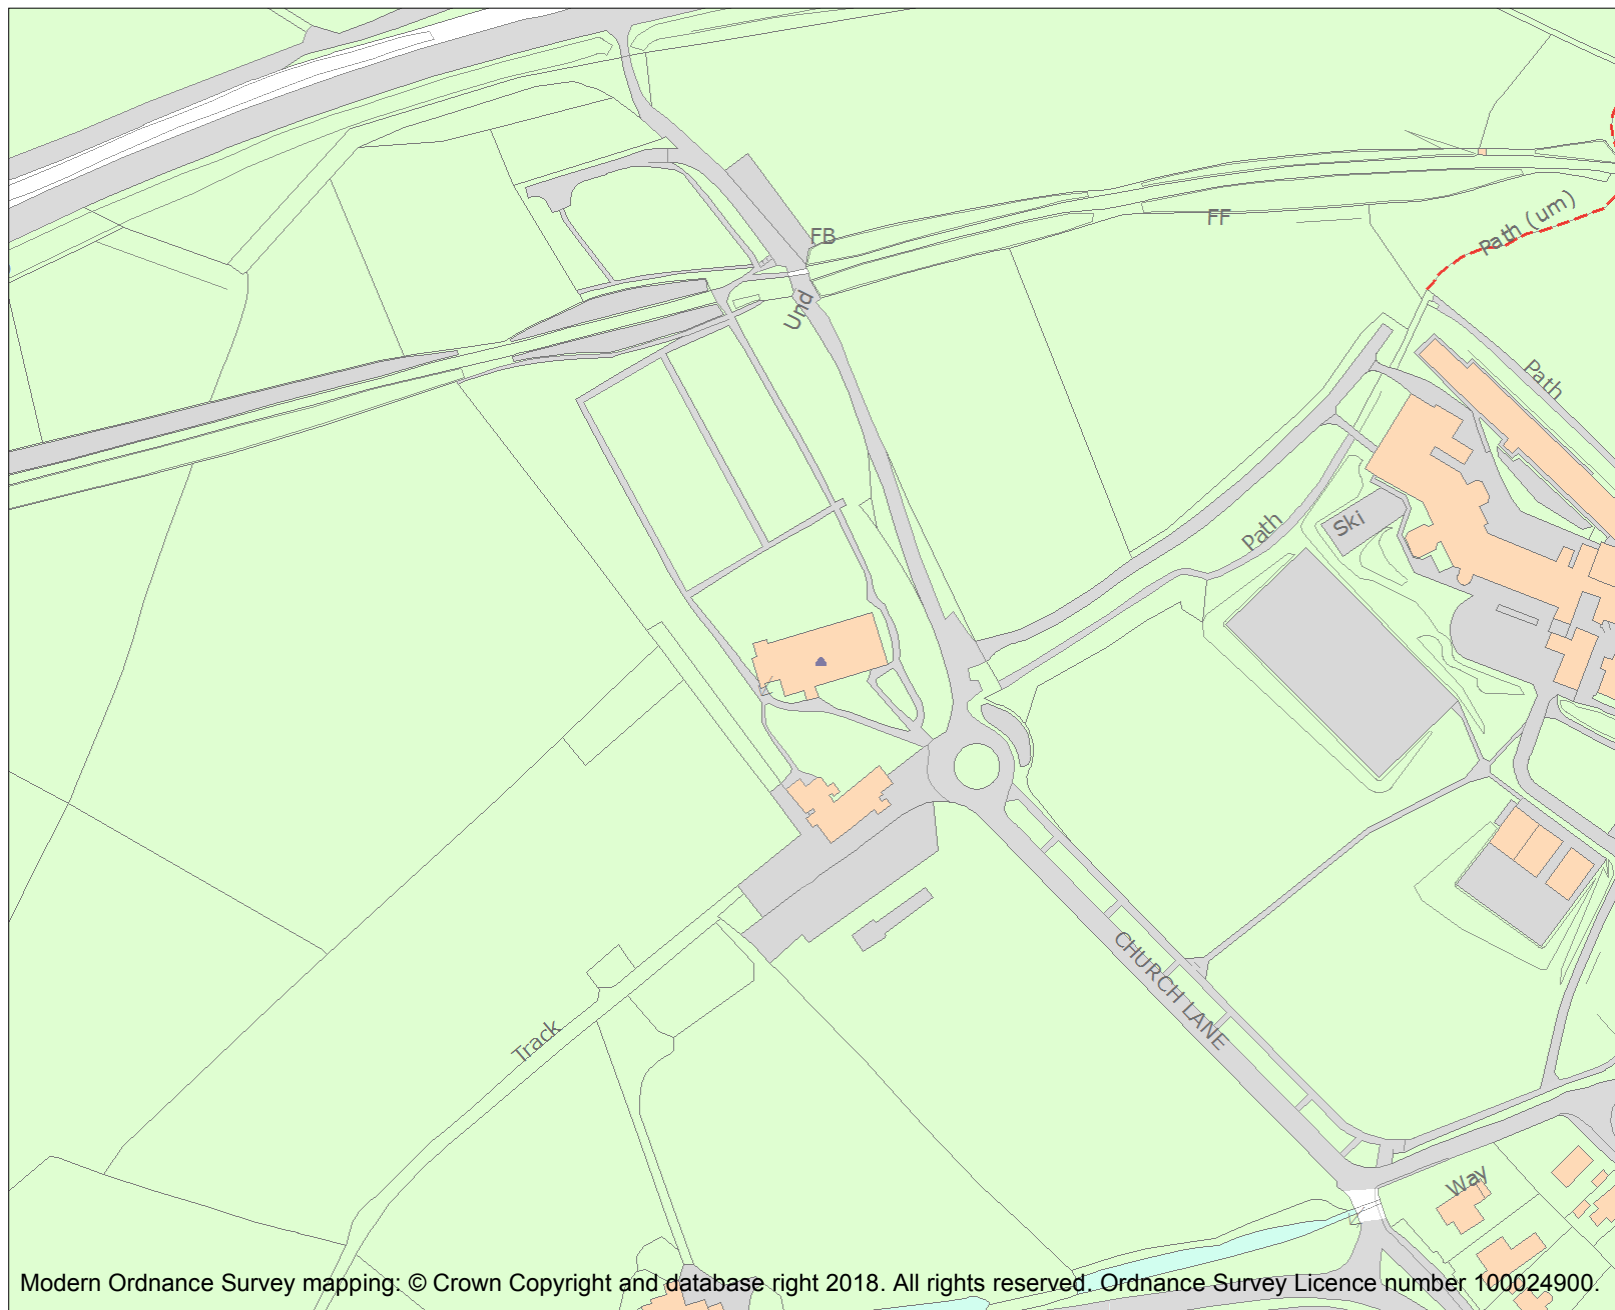 FB
FF
Path (um)
Und
Path
Ski
Path
CHURCH LANE
Track
Way
Modern Ordnance Survey mapping: © Crown Copyright and database right 2018. All rights reserved. Ordnance Survey Licence number 100024900.